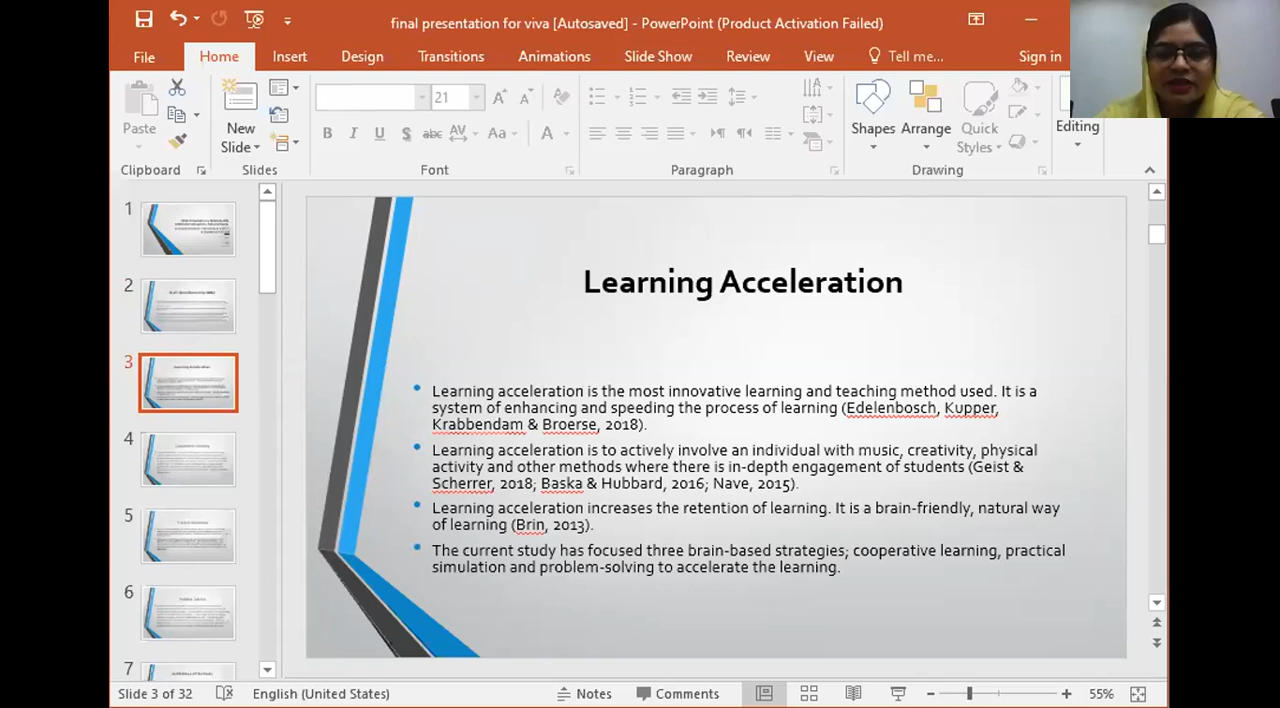 final presentation for viva [Autosaved] - PowerPoint (Product Activation Failed)
File Home Insert Design Transitions Animations Slide Show Review View Tell me... Sign in
21
Paste
New Slide
B I U S abc AV Aa A
Shapes Arrange Quick Styles Editing
Clipboard Slides Font Paragraph Drawing
1
2
3
4
5
6
7
Learning Acceleration
Learning acceleration is the most innovative learning and teaching method used. It is a
system of enhancing and speeding the process of learning (Edelenbosch, Kupper,
Krabbendam & Broerse, 2018).
Learning acceleration is to actively involve an individual with music, creativity, physical
activity and other methods where there is in-depth engagement of students (Geist &
Scherrer, 2018; Baska & Hubbard, 2016; Nave, 2015).
Learning acceleration increases the retention of learning. It is a brain-friendly, natural way
of learning (Brin, 2013).
The current study has focused three brain-based strategies; cooperative learning, practical
simulation and problem-solving to accelerate the learning.
Slide 3 of 32 English (United States) Notes Comments 55%